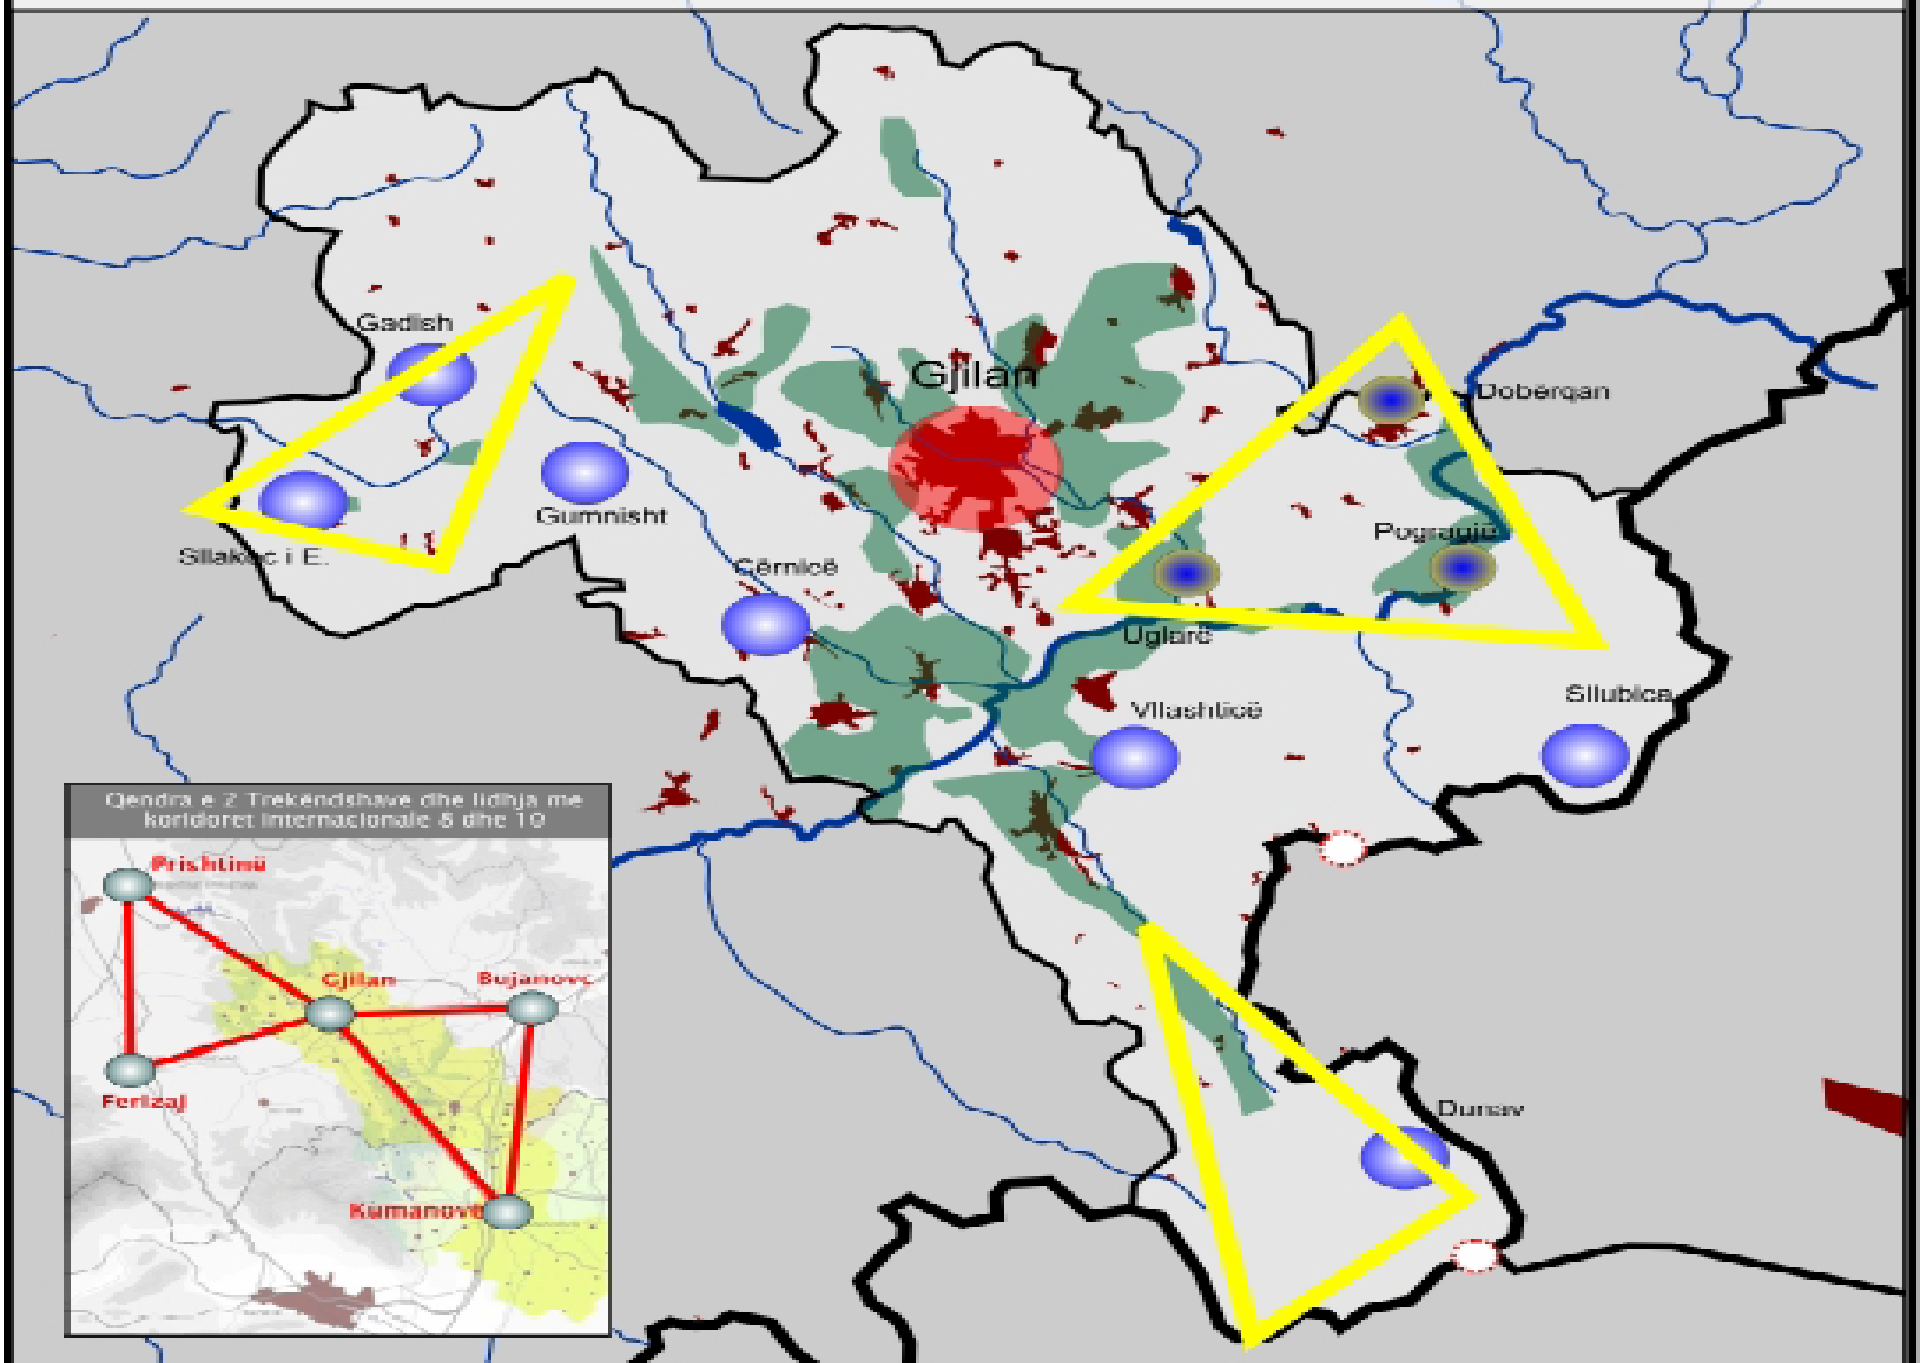 Gadish
Gjilan
Dobërqan
Gumnisht
Pogragjë
Sllakoc i E.
Cërnicë
Uglarë
Sllubica
Vllashticë
Dunav
Qendra e 2 Trekëndshave dhe lidhja me
koridoret Internacionale 8 dhe 10
Prishtinë
Gjilan
Bujanovc
Ferizaj
Kumanovë